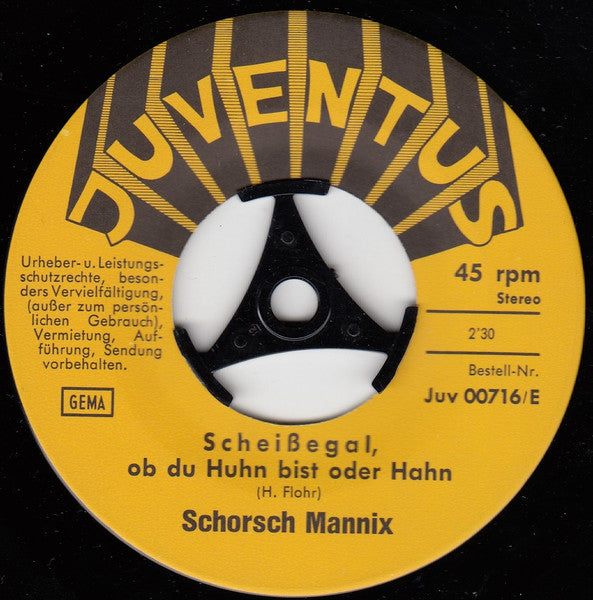 JUVENTUS
Urheber- u. Leistungs-
schutzrechte, beson-
ders Vervielfältigung,
(außer zum persön-
lichen Gebrauch),
Vermietung, Auf-
führung, Sendung
vorbehalten.
GEMA
45 rpm
Stereo
2'30
Bestell-Nr.
Juv 00716/E
Scheißegal,
ob du Huhn bist oder Hahn
(H. Flohr)
Schorsch Mannix